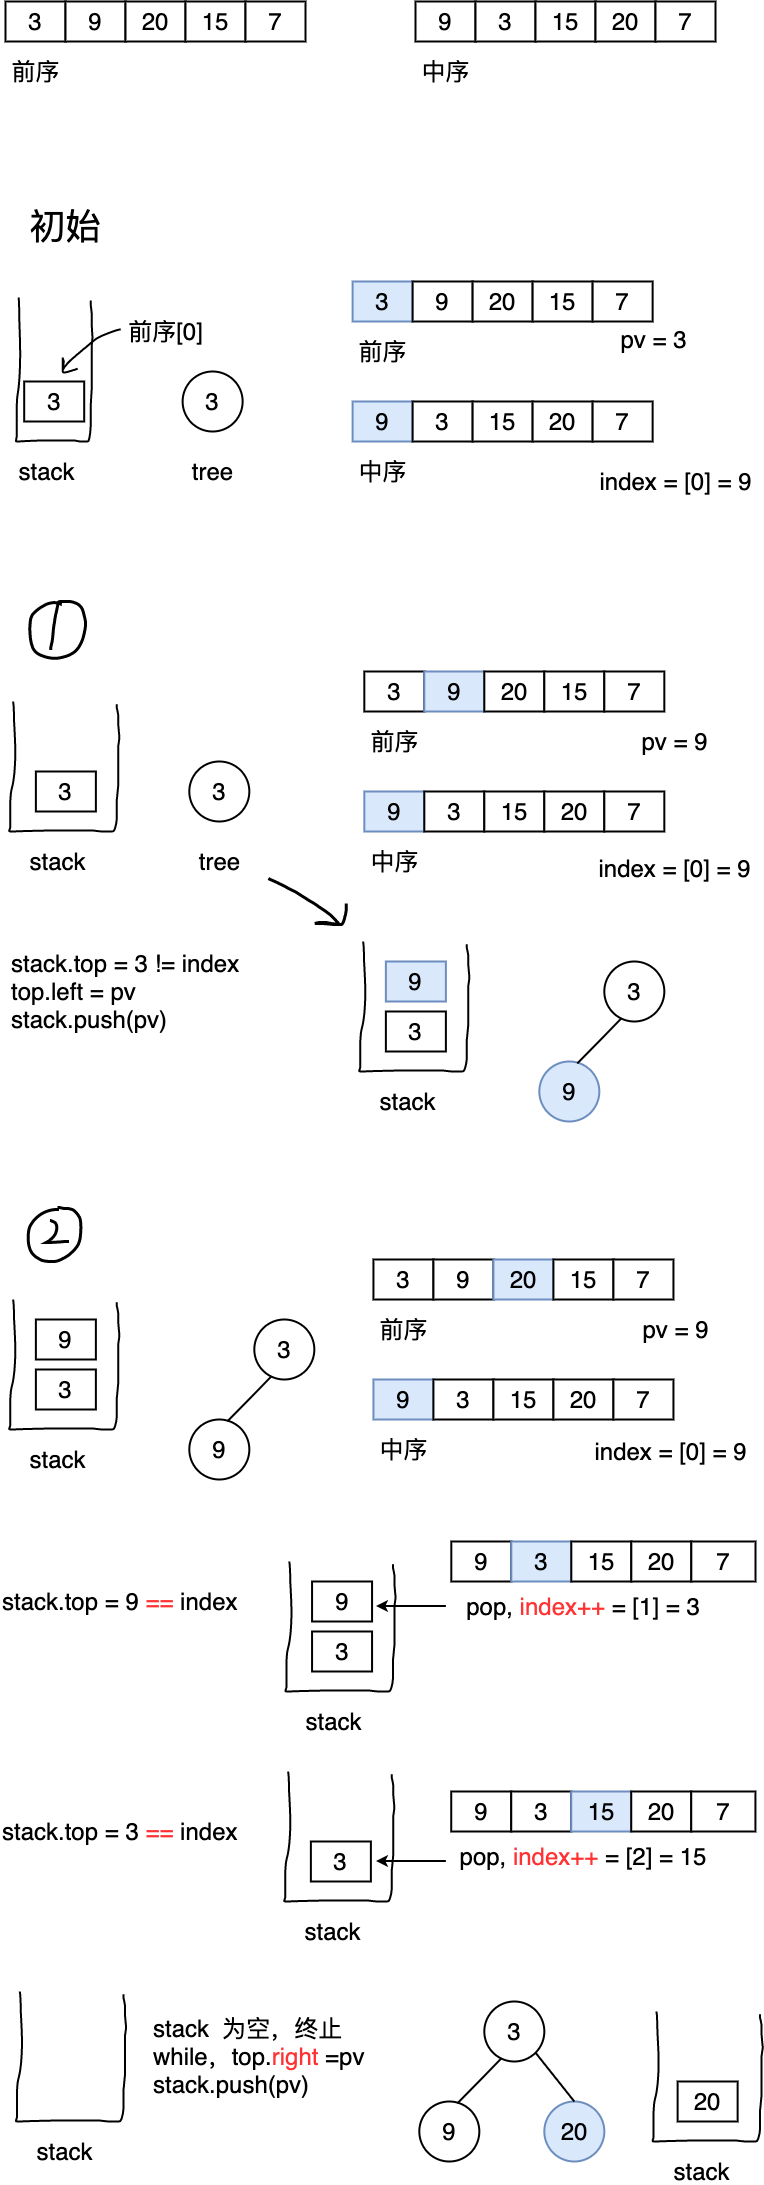 3 9 20 15 7
9 3 15 20 7
前序
中序
初始
3 9 20 15 7
前序[0]
pv = 3
前序
3
3
9 3 15 20 7
stack
tree
中序
index = [0] = 9
1
3 9 20 15 7
前序
pv = 9
3
3
9 3 15 20 7
stack
tree
中序
index = [0] = 9
stack.top = 3 != index
top.left = pv
stack.push(pv)
9
3
stack
3
9
2
3 9 20 15 7
前序
pv = 9
9
3
stack
3
9
9 3 15 20 7
中序
index = [0] = 9
stack.top = 9 == index
9
3
stack
9 3 15 20 7
pop, index++ = [1] = 3
stack.top = 3 == index
3
stack
9 3 15 20 7
pop, index++ = [2] = 15
stack
stack 为空，终止
while，top.right =pv
stack.push(pv)
3
9
20
20
stack